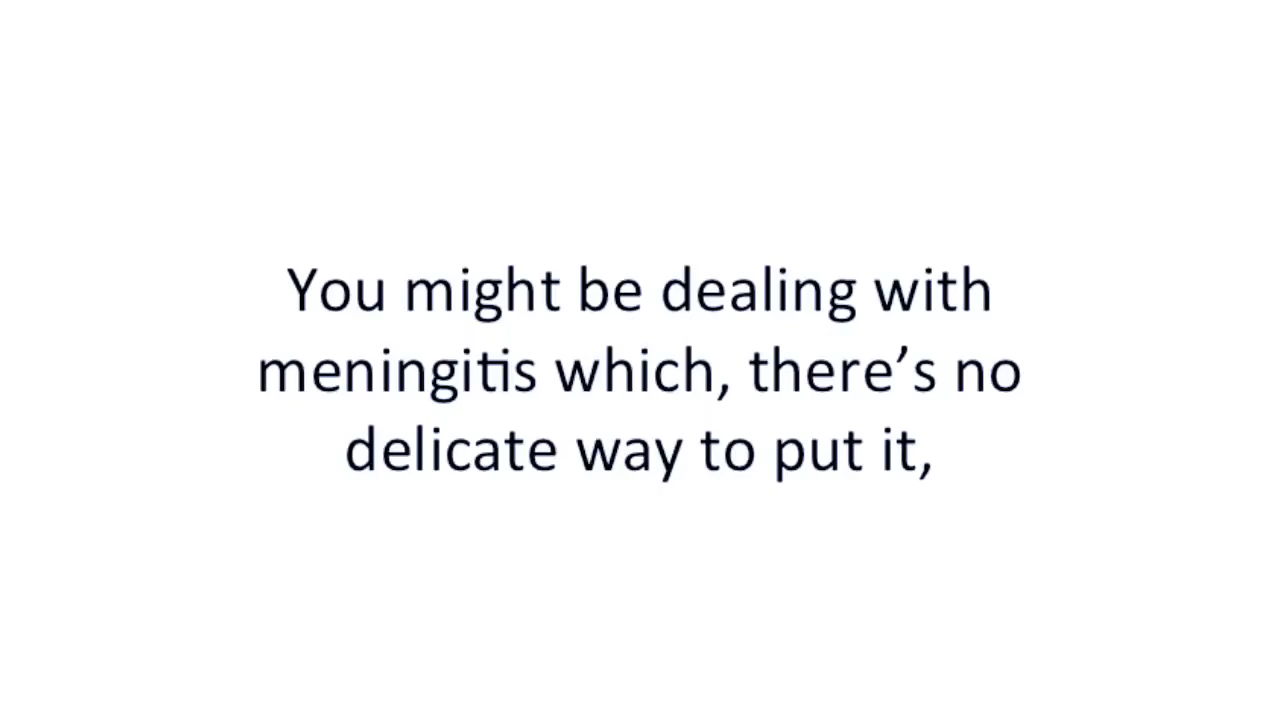 You might be dealing with
meningitis which, there’s no
delicate way to put it,